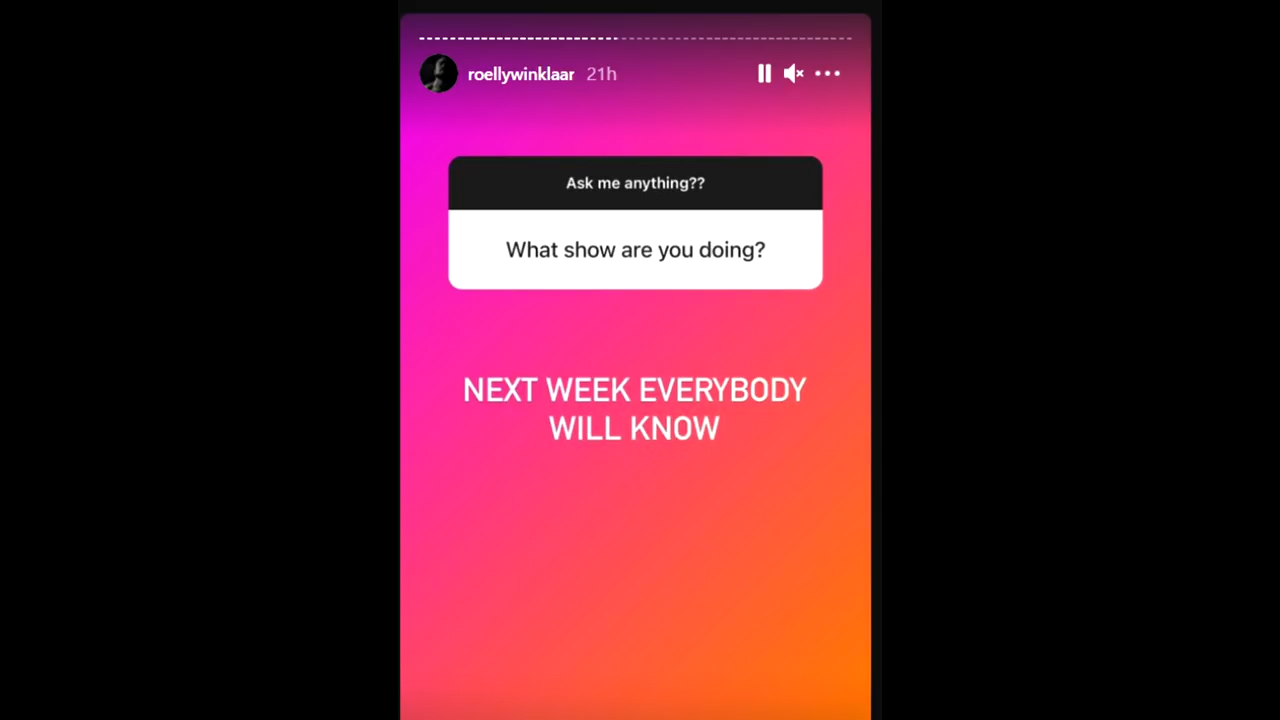 roellywinklaar 21h
Ask me anything??
What show are you doing?
NEXT WEEK EVERYBODY
WILL KNOW